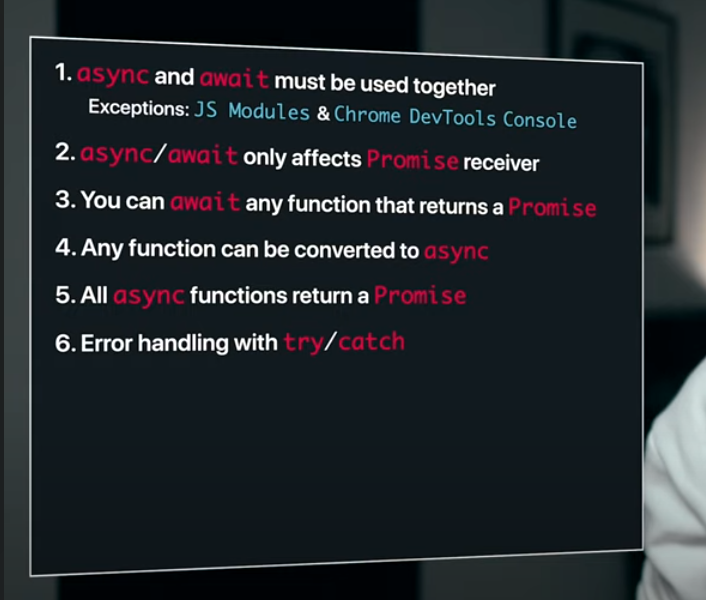 1. async and await must be used together
Exceptions: JS Modules & Chrome DevTools Console
2. async/await only affects Promise receiver
3. You can await any function that returns a Promise
4. Any function can be converted to async
5. All async functions return a Promise
6. Error handling with try/catch